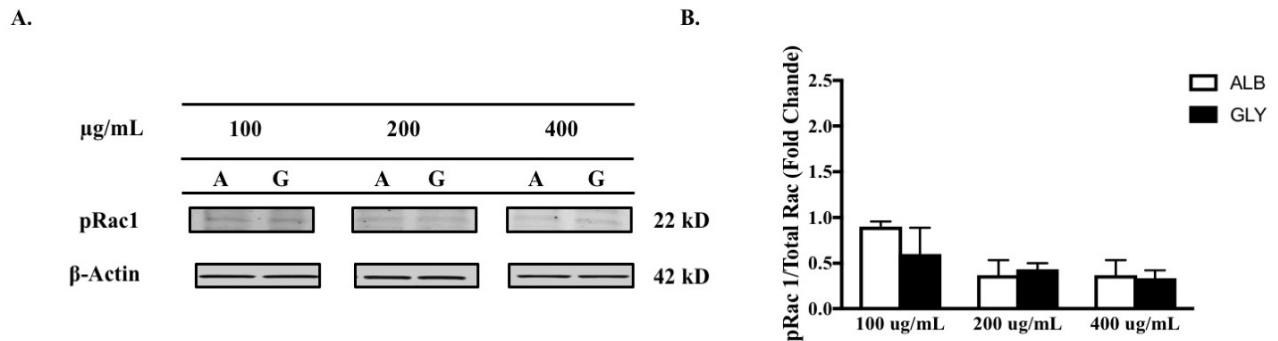 A.
μg/mL 100 200 400
A G A G A G
pRac1 22 kD
β-Actin 42 kD
B.
pRac 1/Total Rac (Fold Chande)
2.5
2.0
1.5
1.0
0.5
0.0
100 ug/mL 200 ug/mL 400 ug/mL
ALB
GLY